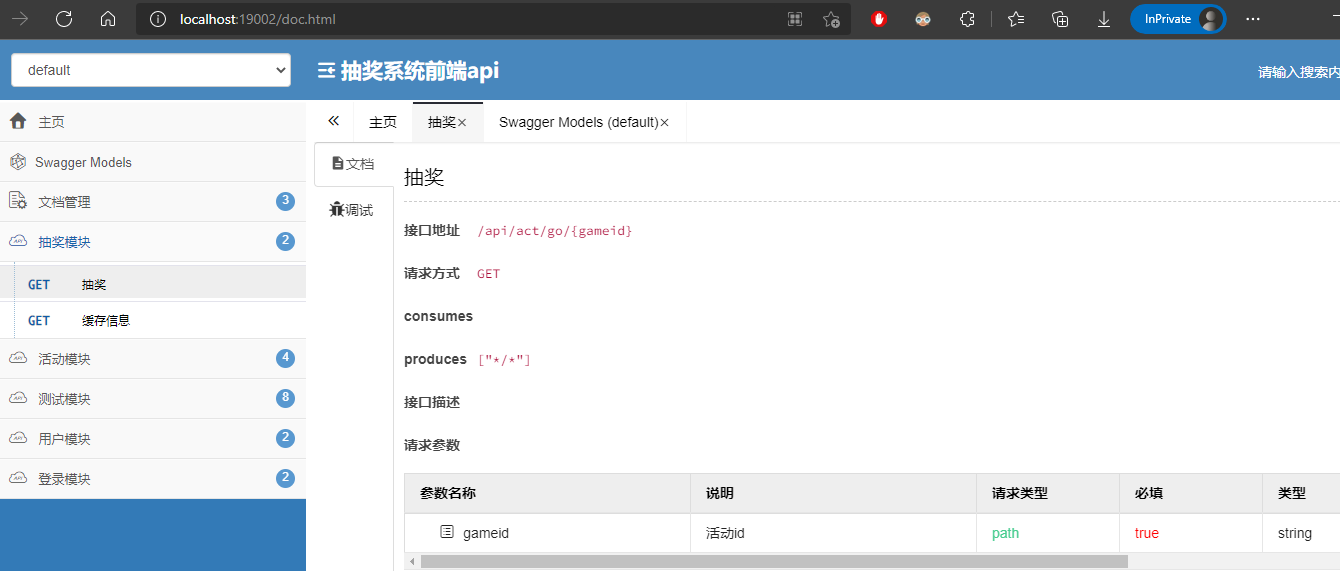 localhost:19002/doc.html
InPrivate
default
抽奖系统前端api
请输入搜索内
主页
Swagger Models
文档管理 3
抽奖模块 2
GET 抽奖
GET 缓存信息
活动模块 4
测试模块 8
用户模块 2
登录模块 2
主页 抽奖× Swagger Models (default)×
文档
调试
抽奖
接口地址 /api/act/go/{gameid}
请求方式 GET
consumes
produces ["*/*"]
接口描述
请求参数
参数名称 说明 请求类型 必填 类型
gameid 活动id path true string